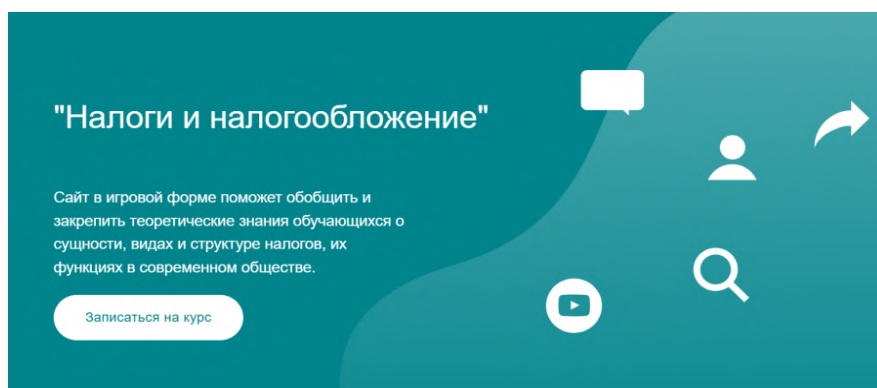 "Налоги и налогообложение"
Сайт в игровой форме поможет обобщить и
закрепить теоретические знания обучающихся о
сущности, видах и структуре налогов, их
функциях в современном обществе.
Записаться на курс